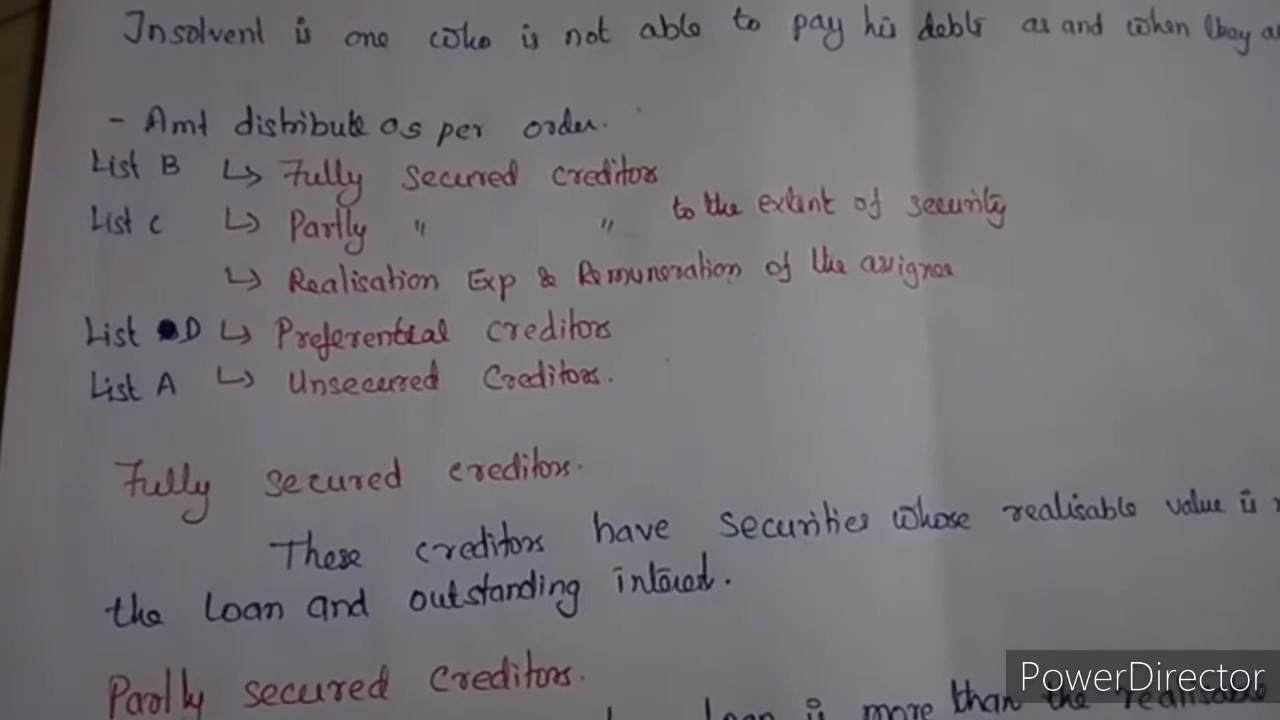 Insolvent is one who is not able to pay his debts as and when they a
- Amt distribute as per order.
List B ↳ Fully secured creditors
List C ↳ Partly " " to the extent of security
↳ Realisation Exp & Remuneration of the assignee
List D ↳ Preferential creditors
List A ↳ Unsecured Creditors.
Fully secured creditors.
These creditors have securities whose realisable value is
the loan and outstanding interest.
Partly secured creditors.
loan is more than the realisable
PowerDirector